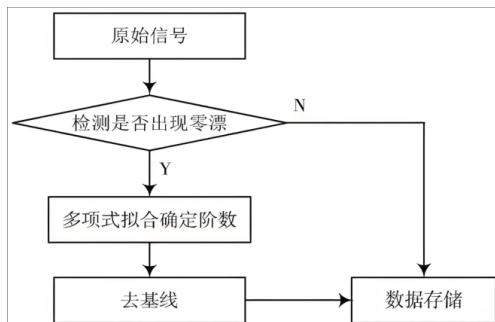 原始信号
检测是否出现零漂
N
Y
多项式拟合确定阶数
去基线
数据存储